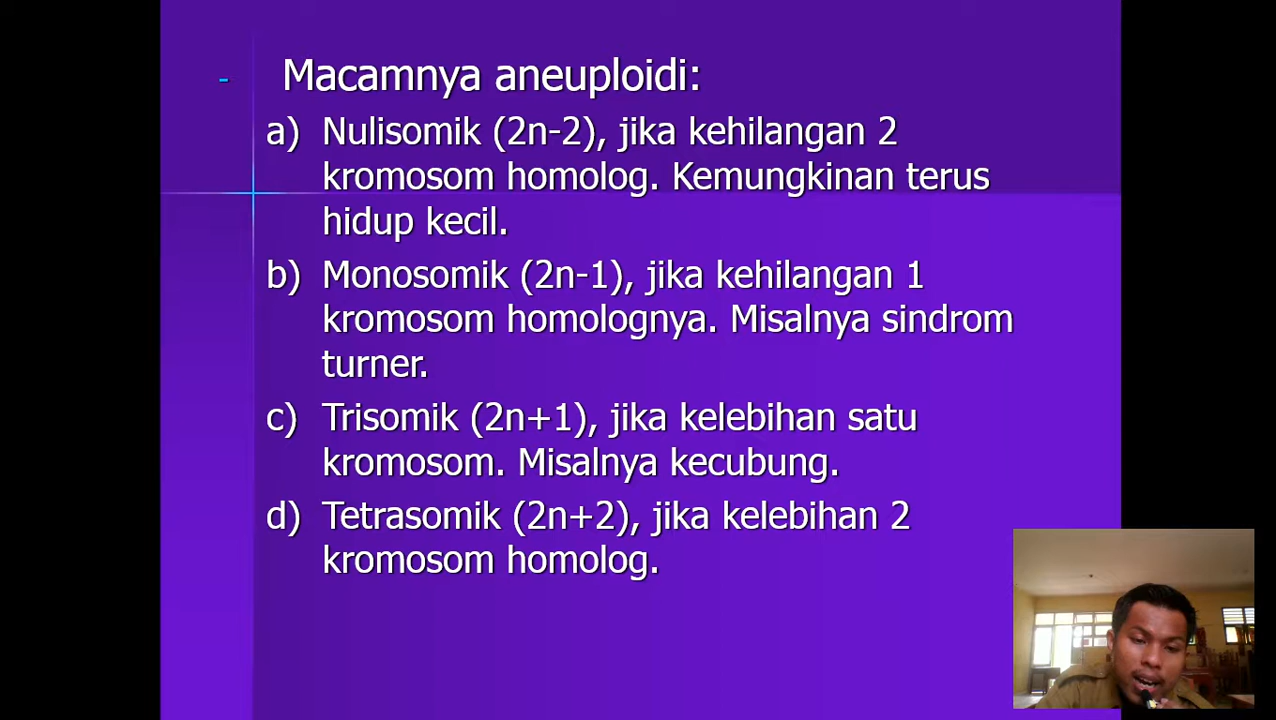 - Macamnya aneuploidi:
a) Nulisomik (2n-2), jika kehilangan 2
kromosom homolog. Kemungkinan terus
hidup kecil.
b) Monosomik (2n-1), jika kehilangan 1
kromosom homolognya. Misalnya sindrom
turner.
c) Trisomik (2n+1), jika kelebihan satu
kromosom. Misalnya kecubung.
d) Tetrasomik (2n+2), jika kelebihan 2
kromosom homolog.